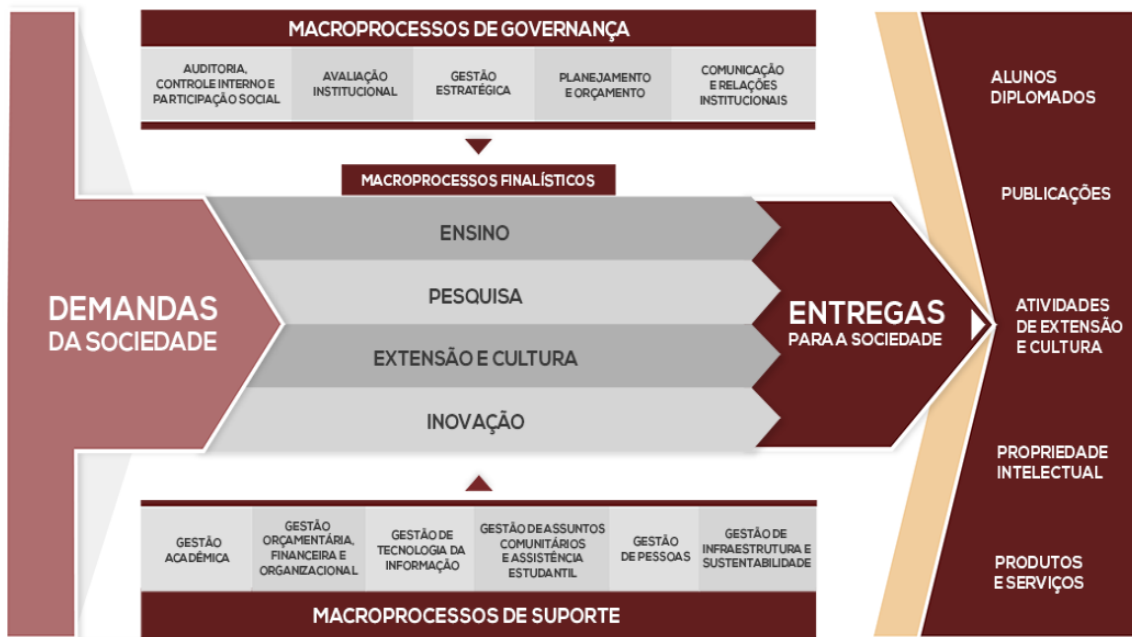 MACROPROCESSOS DE GOVERNANÇA
AUDITORIA,
CONTROLE INTERNO E
PARTICIPAÇÃO SOCIAL
AVALIAÇÃO
INSTITUCIONAL
GESTÃO
ESTRATÉGICA
PLANEJAMENTO
E ORÇAMENTO
COMUNICAÇÃO
E RELAÇÕES
INSTITUCIONAIS
MACROPROCESSOS FINALÍSTICOS
DEMANDAS
DA SOCIEDADE
ENSINO
PESQUISA
EXTENSÃO E CULTURA
INOVAÇÃO
ENTREGAS
PARA A SOCIEDADE
ALUNOS
DIPLOMADOS
PUBLICAÇÕES
ATIVIDADES
DE EXTENSÃO
E CULTURA
PROPRIEDADE
INTELECTUAL
PRODUTOS
E SERVIÇOS
GESTÃO
ACADÊMICA
GESTÃO
ORÇAMENTÁRIA,
FINANCEIRA E
ORGANIZACIONAL
GESTÃO DE
TECNOLOGIA DA
INFORMAÇÃO
GESTÃO DE ASSUNTOS
COMUNITÁRIOS
E ASSISTÊNCIA
ESTUDANTIL
GESTÃO
DE PESSOAS
GESTÃO DE
INFRAESTRUTURA E
SUSTENTABILIDADE
MACROPROCESSOS DE SUPORTE